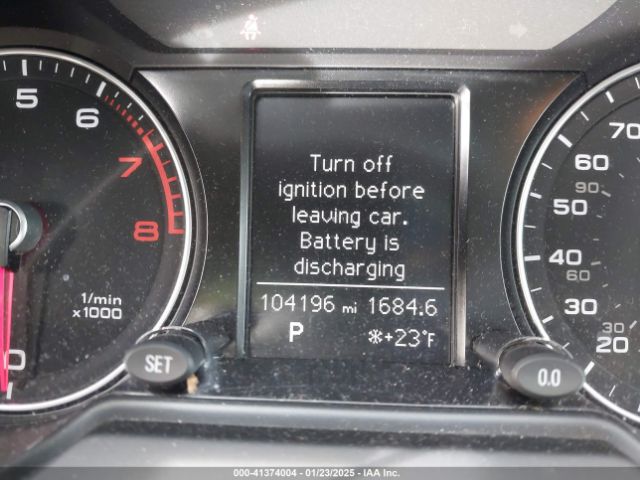 5
6
7
8
1/min
x1000
0
SET
Turn off
ignition before
leaving car.
Battery is
discharging
104196 mi 1684.6
P *+23°F
70
60
90
50
40
60
30
30
20
0.0
000-41374004 | 01/23/2025 | IAA Inc.